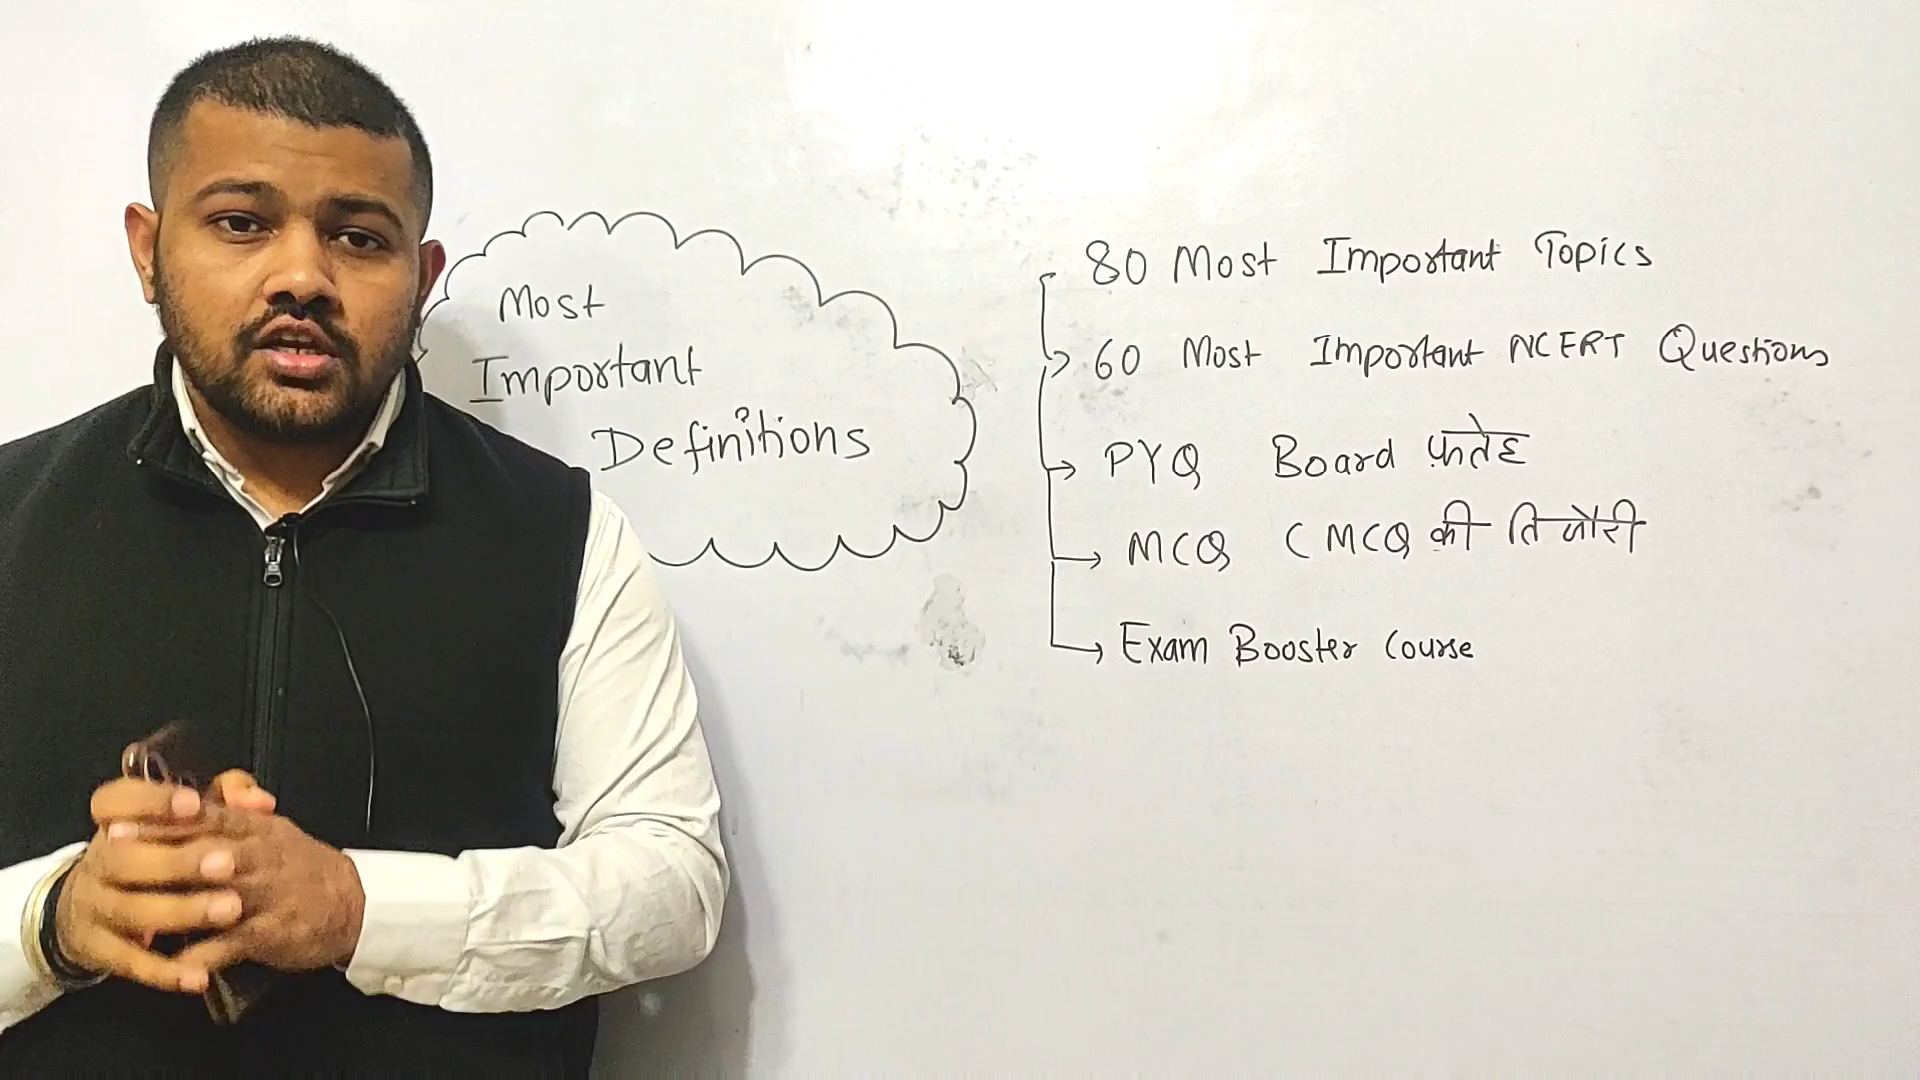 Most
Important
Definitions
80 Most Important Topics
60 Most Important NCERT Questions
PYQ Board फतेह
MCQ ( MCQ की तिजोरी
Exam Booster Course